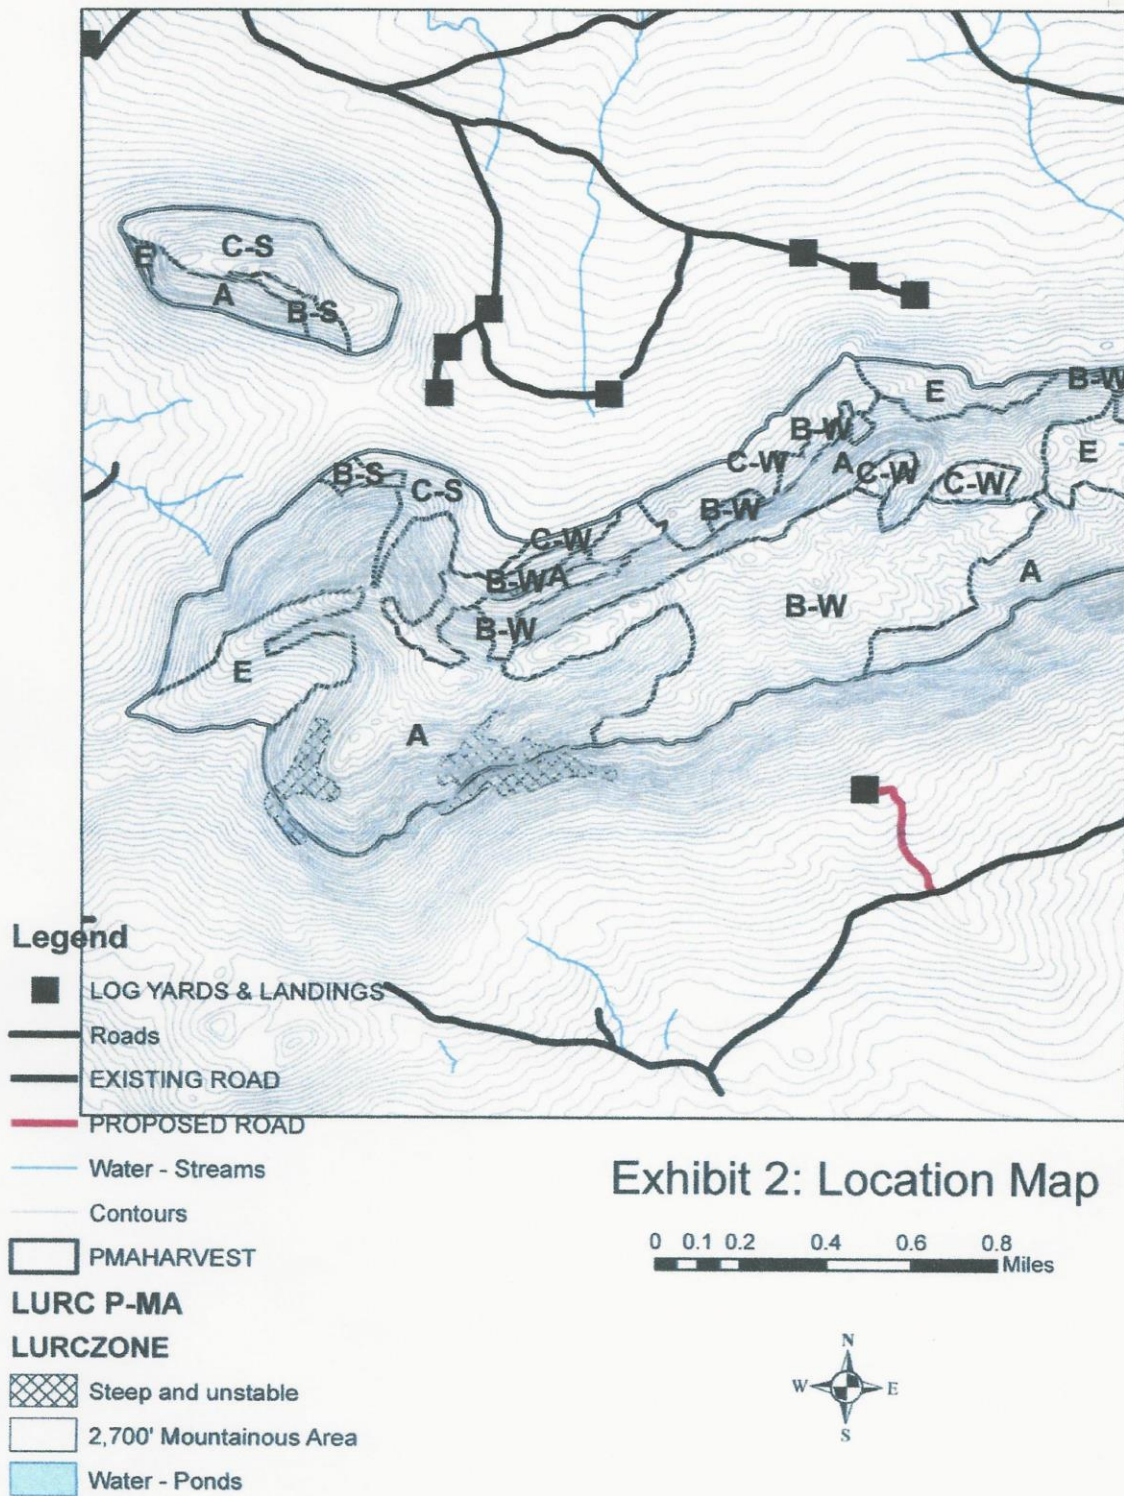 E
C-S
A
B-S
E
B-W
B-W
B-S
C-S
C-W
A
C-W
C-W
E
B-W
C-W
B-W
A
B-W
B-W
A
E
A
Legend
LOG YARDS & LANDINGS
Roads
EXISTING ROAD
PROPOSED ROAD
Water - Streams
Contours
PMAHARVEST
LURC P-MA
LURCZONE
Steep and unstable
2,700' Mountainous Area
Water - Ponds
Exhibit 2: Location Map
0 0.1 0.2 0.4 0.6 0.8
Miles
N
W E
S